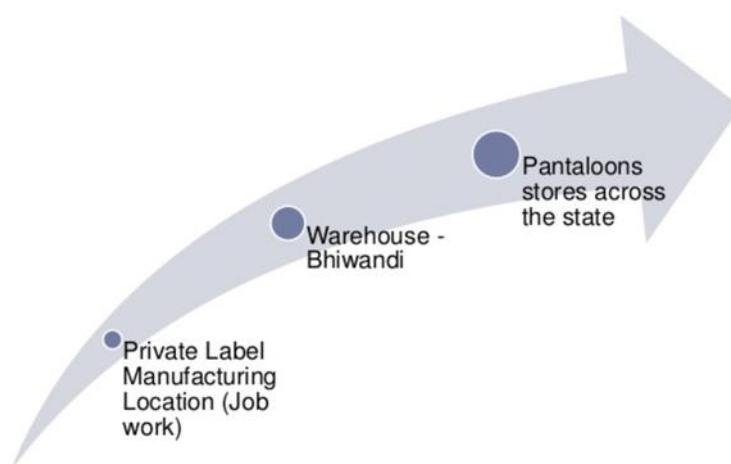 Pantaloons
stores across
the state
Warehouse -
Bhiwandi
Private Label
Manufacturing
Location (Job
work)